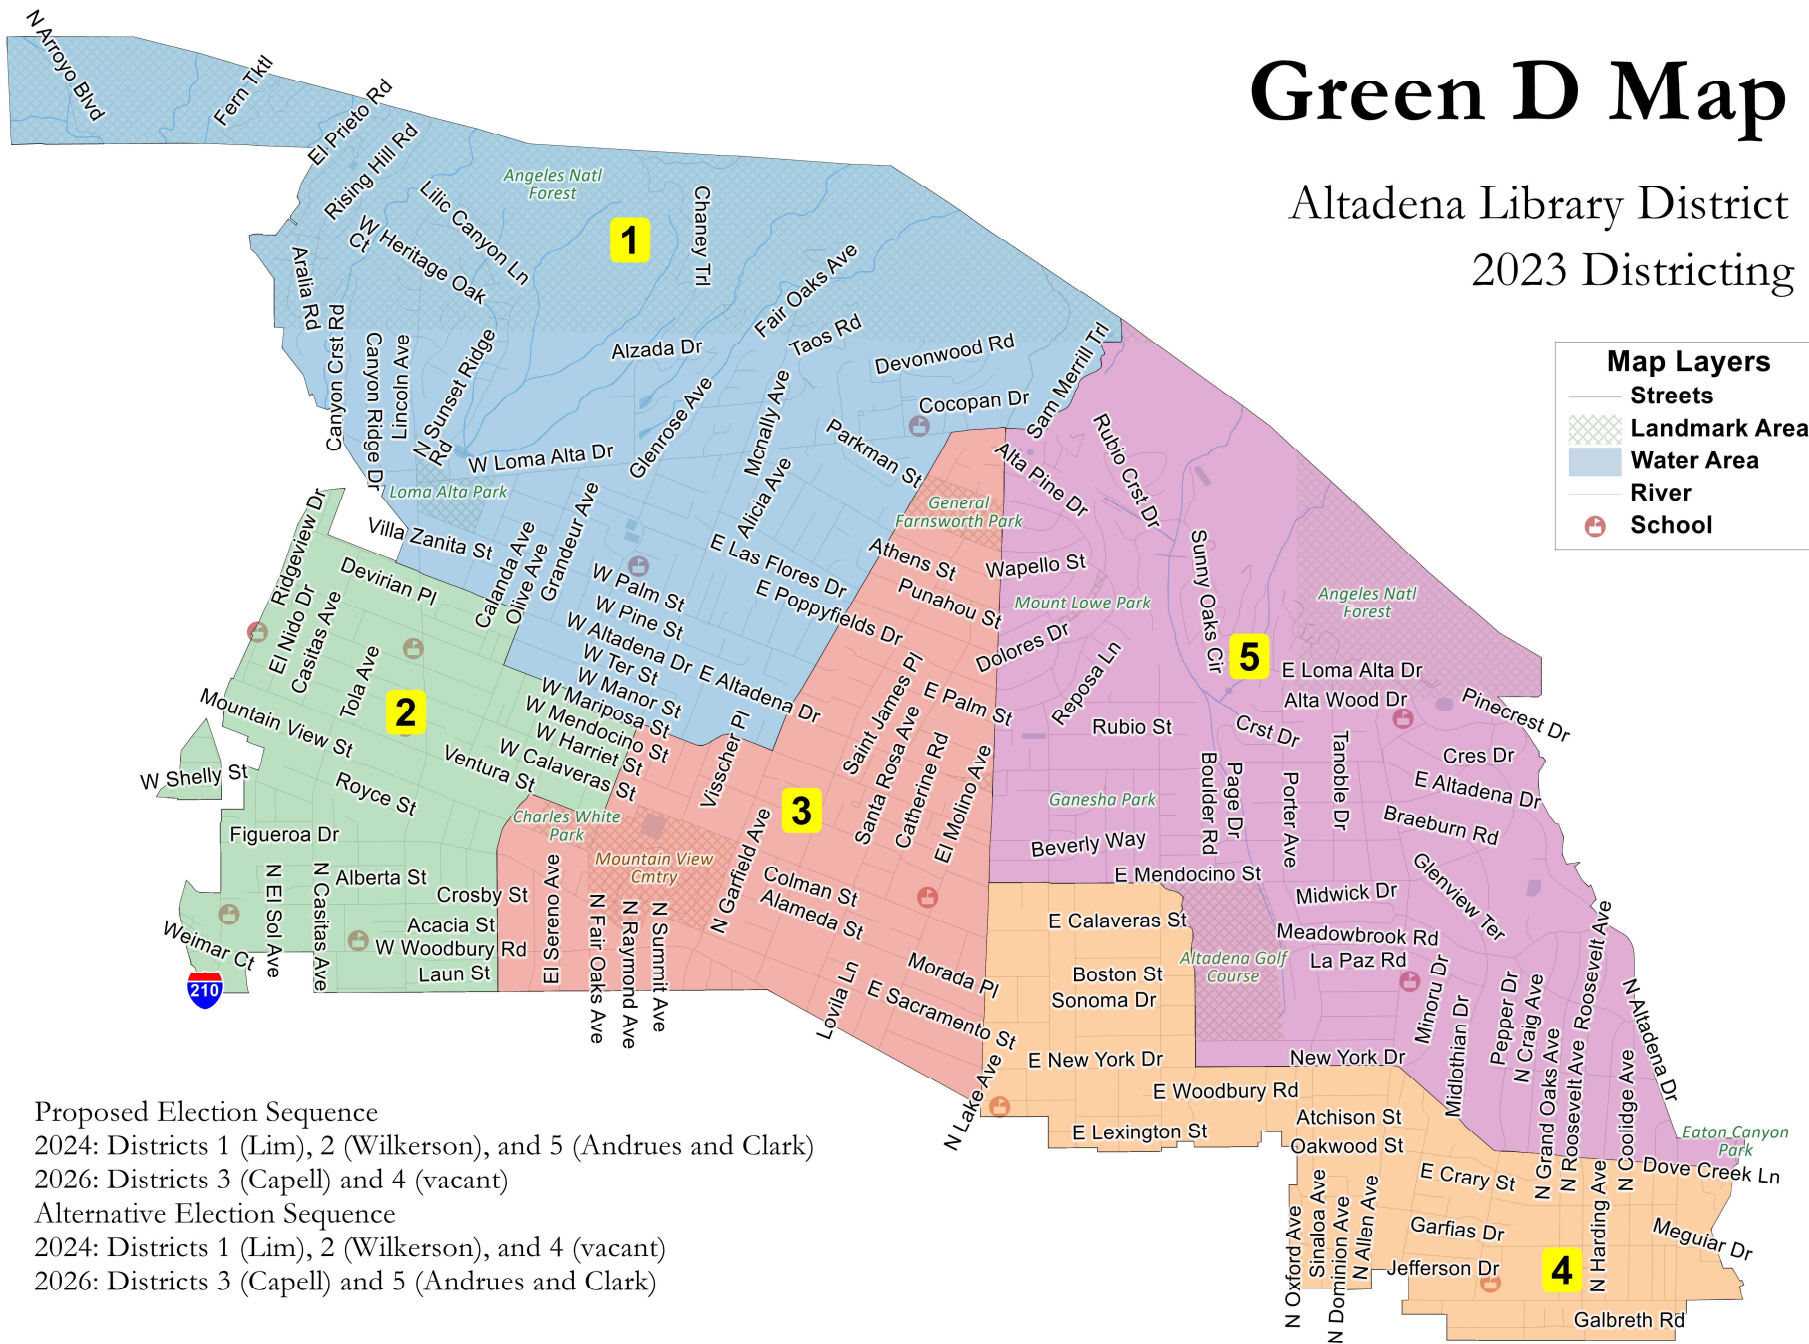 Green D Map
Altadena Library District
2023 Districting
Map Layers
Streets
Landmark Area
Water Area
River
School
N Arroyo Blvd
Fern Tktl
El Prieto Rd
Rising Hill Rd
Lilic Canyon Ln
W Heritage Oak
Ct
Angeles Natl
Forest
Chaney Trl
1
Aralia Rd
Canyon Crst Rd
Canyon Ridge Dr
Lincoln Ave
N Sunset Ridge
Rd
Fair Oaks Ave
Taos Rd
Alzada Dr
Devonwood Rd
Sam Merrill Trl
Cocopan Dr
Glenrose Ave
Mcnally Ave
Alicia Ave
Parkman St
W Loma Alta Dr
Loma Alta Park
Villa Zanita St
Calanda Ave
Olive Ave
Grandeur Ave
E Las Flores Dr
E Poppyfields Dr
W Palm St
W Pine St
W Altadena Dr
W Ter St
W Manor St
W Mariposa St
W Mendocino St
W Harriet St
W Calaveras St
E Altadena Dr
Ridgeview Dr
Devirian Pl
El Nido Dr
Casitas Ave
Tola Ave
2
Mountain View St
Ventura St
W Shelly St
Royce St
Figueroa Dr
N El Sol Ave
N Casitas Ave
Alberta St
Crosby St
Acacia St
W Woodbury Rd
Laun St
Weimar Ct
210
General
Farnsworth Park
Athens St
Punahou St
Saint James Pl
E Palm St
Santa Rosa Ave
Catherine Rd
El Molino Ave
Visscher Pl
3
Charles White
Park
Mountain View
Cmtry
N Garfield Ave
Colman St
Alameda St
El Sereno Ave
N Fair Oaks Ave
N Raymond Ave
N Summit Ave
Lovila Ln
Morada Pl
E Sacramento St
N Lake Ave
Alta Pine Dr
Rubio Crst Dr
Wapello St
Mount Lowe Park
Dolores Dr
Reposa Ln
Sunny Oaks Cir
Angeles Natl
Forest
5
E Loma Alta Dr
Alta Wood Dr
Pinecrest Dr
Rubio St
Crst Dr
Cres Dr
E Altadena Dr
Tanoble Dr
Boulder Rd
Page Dr
Porter Ave
Ganesha Park
Braeburn Rd
Beverly Way
E Mendocino St
Midwick Dr
Glenview Ter
Meadowbrook Rd
La Paz Rd
Altadena Golf
Course
Minoru Dr
Midlothian Dr
Pepper Dr
N Craig Ave
N Grand Oaks Ave
N Roosevelt Ave
Roosevelt Ave
N Coolidge Ave
N Altadena Dr
New York Dr
Eaton Canyon
Park
Dove Creek Ln
E Calaveras St
Boston St
Sonoma Dr
E New York Dr
E Woodbury Rd
E Lexington St
Atchison St
Oakwood St
E Crary St
Garfias Dr
Jefferson Dr
N Oxford Ave
Sinaloa Ave
N Dominion Ave
N Allen Ave
N Harding Ave
Meguiar Dr
4
Galbreth Rd
Proposed Election Sequence
2024: Districts 1 (Lim), 2 (Wilkerson), and 5 (Andrues and Clark)
2026: Districts 3 (Capell) and 4 (vacant)
Alternative Election Sequence
2024: Districts 1 (Lim), 2 (Wilkerson), and 4 (vacant)
2026: Districts 3 (Capell) and 5 (Andrues and Clark)